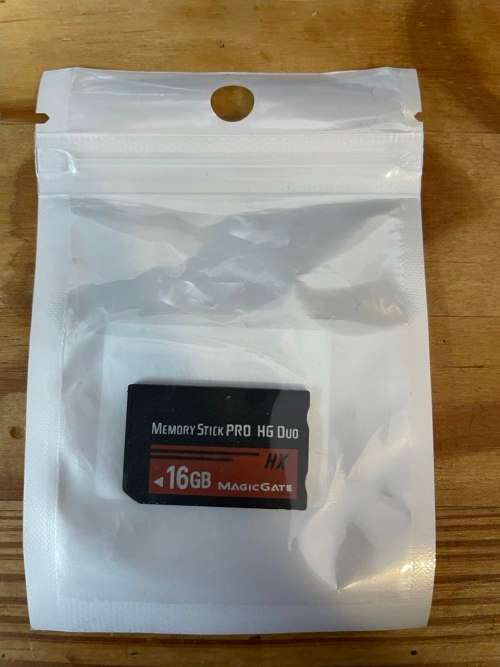 MEMORY STICK PRO HG DUO
HX
◄16GB MAGICGATE